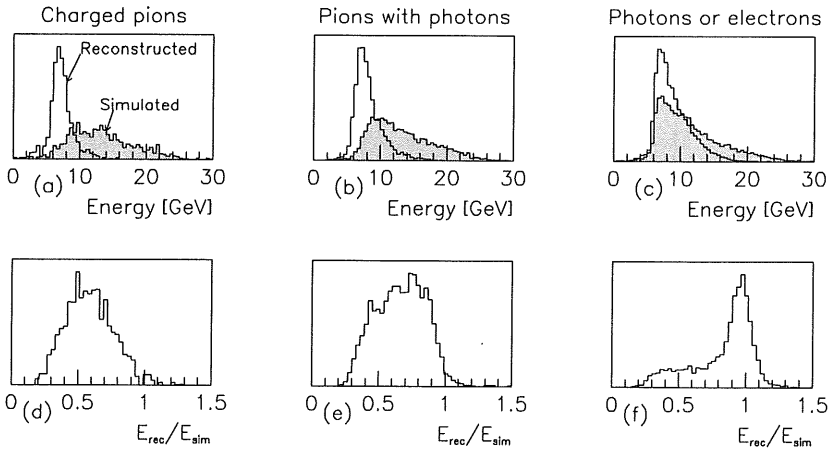 Charged pions
Pions with photons
Photons or electrons
Reconstructed
Simulated
0 10 20 30
0 10 20 30
0 10 20 30
(a)
(b)
(c)
Energy [GeV]
Energy [GeV]
Energy [GeV]
0 0.5 1 1.5
0 0.5 1 1.5
0 0.5 1 1.5
(d)
(e)
(f)
E_rec/E_sim
E_rec/E_sim
E_rec/E_sim